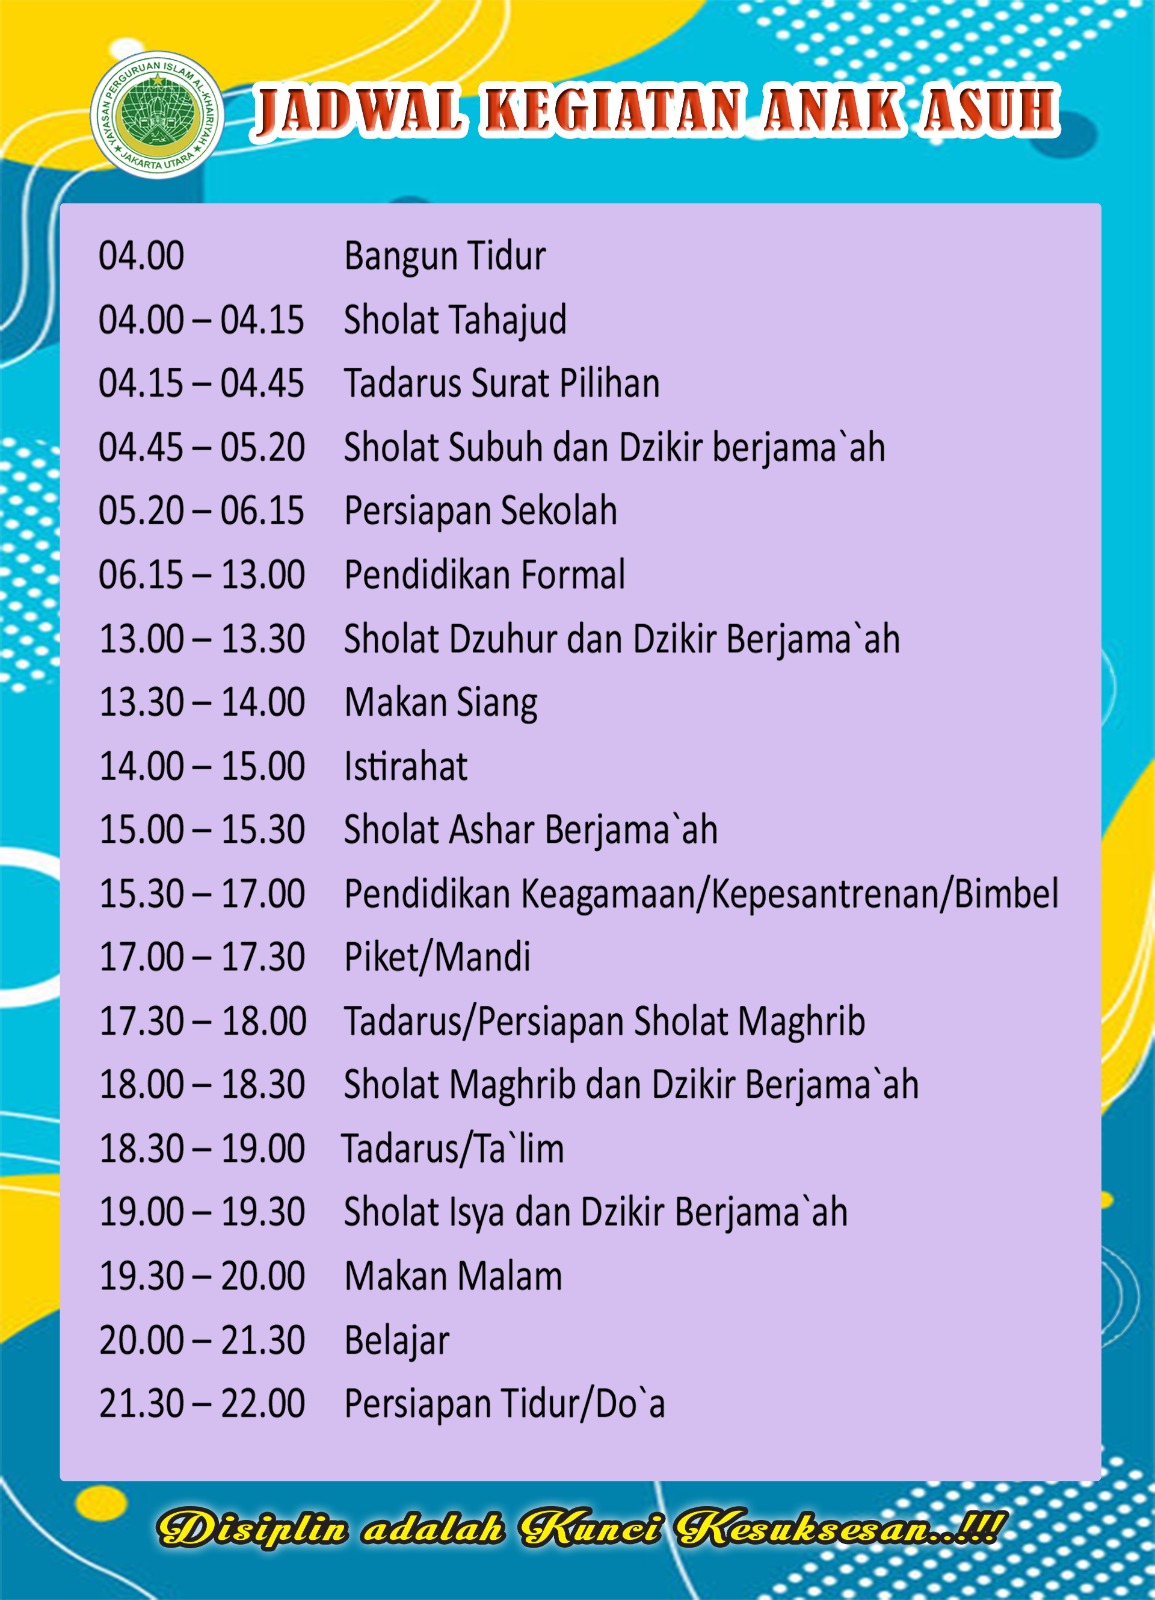 YAYASAN PERGURUAN ISLAM AL-KHAIRIYAH
JAKARTA UTARA
JADWAL KEGIATAN ANAK ASUH
04.00 Bangun Tidur
04.00 – 04.15 Sholat Tahajud
04.15 – 04.45 Tadarus Surat Pilihan
04.45 – 05.20 Sholat Subuh dan Dzikir berjama`ah
05.20 – 06.15 Persiapan Sekolah
06.15 – 13.00 Pendidikan Formal
13.00 – 13.30 Sholat Dzuhur dan Dzikir Berjama`ah
13.30 – 14.00 Makan Siang
14.00 – 15.00 Istirahat
15.00 – 15.30 Sholat Ashar Berjama`ah
15.30 – 17.00 Pendidikan Keagamaan/Kepesantrenan/Bimbel
17.00 – 17.30 Piket/Mandi
17.30 – 18.00 Tadarus/Persiapan Sholat Maghrib
18.00 – 18.30 Sholat Maghrib dan Dzikir Berjama`ah
18.30 – 19.00 Tadarus/Ta`lim
19.00 – 19.30 Sholat Isya dan Dzikir Berjama`ah
19.30 – 20.00 Makan Malam
20.00 – 21.30 Belajar
21.30 – 22.00 Persiapan Tidur/Do`a
Disiplin adalah Kunci Kesuksesan..!!!